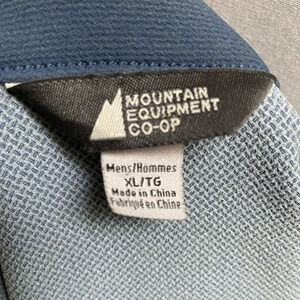 MOUNTAIN
EQUIPMENT
CO-OP
Mens/Hommes
XL/TG
Made in China
Fabriqué en Chine